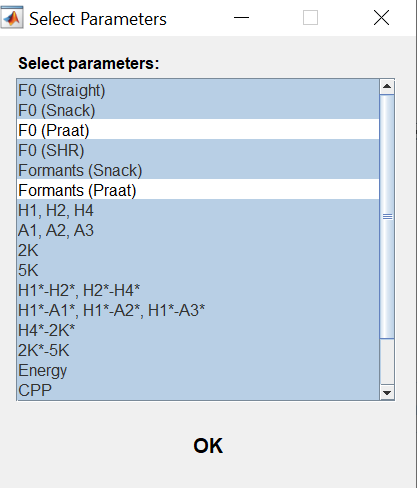 Select Parameters
Select parameters:
F0 (Straight)
F0 (Snack)
F0 (Praat)
F0 (SHR)
Formants (Snack)
Formants (Praat)
H1, H2, H4
A1, A2, A3
2K
5K
H1*-H2*, H2*-H4*
H1*-A1*, H1*-A2*, H1*-A3*
H4*-2K*
2K*-5K
Energy
CPP
OK